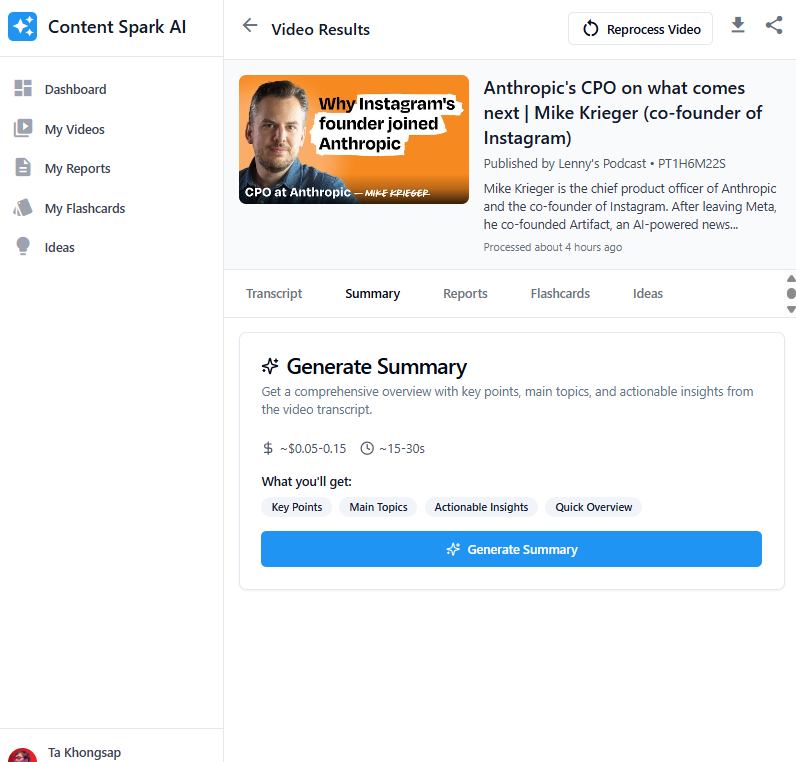 Content Spark AI
Dashboard
My Videos
My Reports
My Flashcards
Ideas
Ta Khongsap
Video Results
Reprocess Video
Why Instagram's
founder joined
Anthropic
CPO at Anthropic — MIKE KRIEGER
Anthropic's CPO on what comes
next | Mike Krieger (co-founder of
Instagram)
Published by Lenny's Podcast • PT1H6M22S
Mike Krieger is the chief product officer of Anthropic
and the co-founder of Instagram. After leaving Meta,
he co-founded Artifact, an AI-powered news...
Processed about 4 hours ago
Transcript
Summary
Reports
Flashcards
Ideas
Generate Summary
Get a comprehensive overview with key points, main topics, and actionable insights from
the video transcript.
~$0.05-0.15
~15-30s
What you'll get:
Key Points
Main Topics
Actionable Insights
Quick Overview
Generate Summary